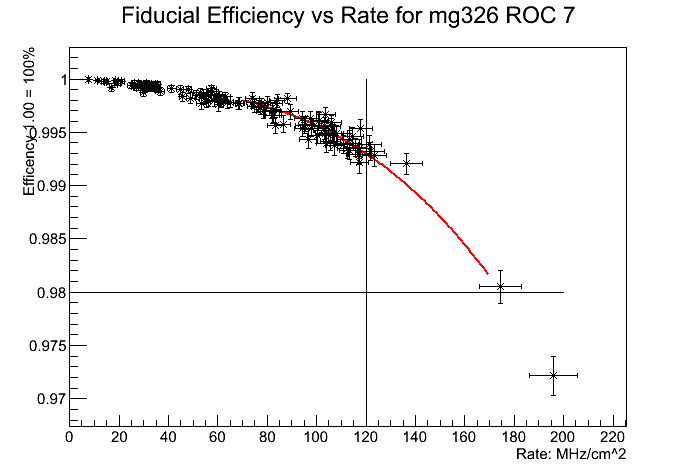 Fiducial Efficiency vs Rate for mg326 ROC 7
Efficency 1.00 = 100%
1
0.995
0.99
0.985
0.98
0.975
0.97
0 20 40 60 80 100 120 140 160 180 200 220
Rate: MHz/cm^2